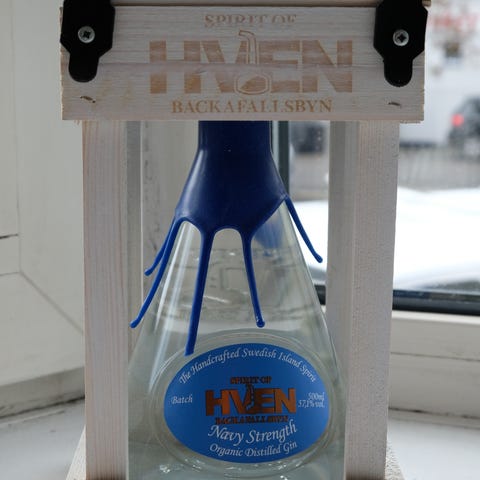 SPIRIT OF
HVEN
BACKAFALLSBYN
The Handcrafted Swedish Island Spirit
SPIRIT OF
Batch
HVEN
500ml
57,1% vol.
BACKAFALLSBYN
Navy Strength
Organic Distilled Gin